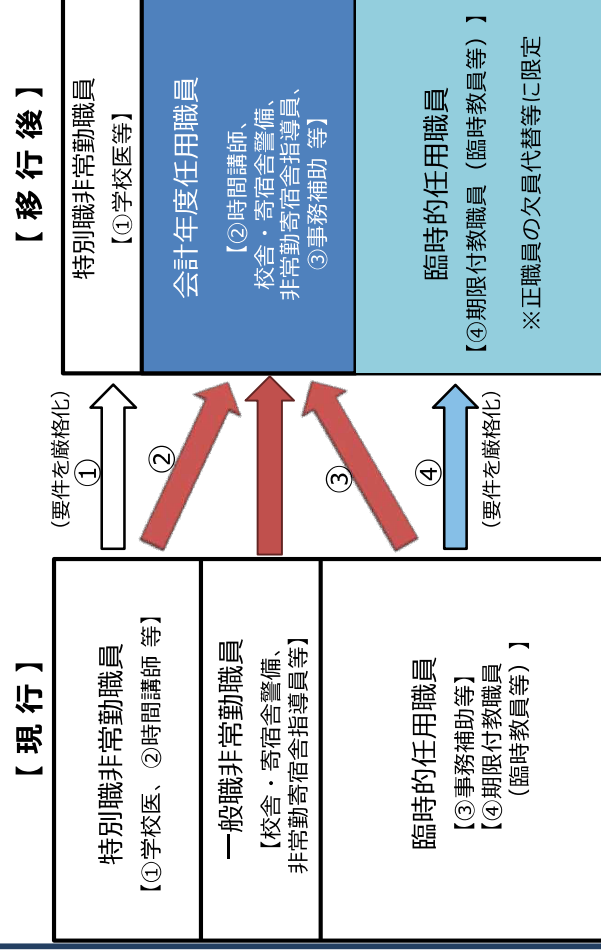 【現行】
特別職非常勤職員
【①学校医、②時間講師 等】
一般職非常勤職員
【校舎・寄宿舎警備、
非常勤寄宿舎指導員等】
臨時的任用職員
【③事務補助等】
【④期限付教職員
（臨時教員等）】
（要件を厳格化）
①
②
③
④
（要件を厳格化）
【移行後】
特別職非常勤職員
【①学校医等】
会計年度任用職員
【②時間講師、
校舎・寄宿舎警備、
非常勤寄宿舎指導員、
③事務補助 等】
臨時的任用職員
【④期限付教職員（臨時教員等）】
※正職員の欠員代替等に限定